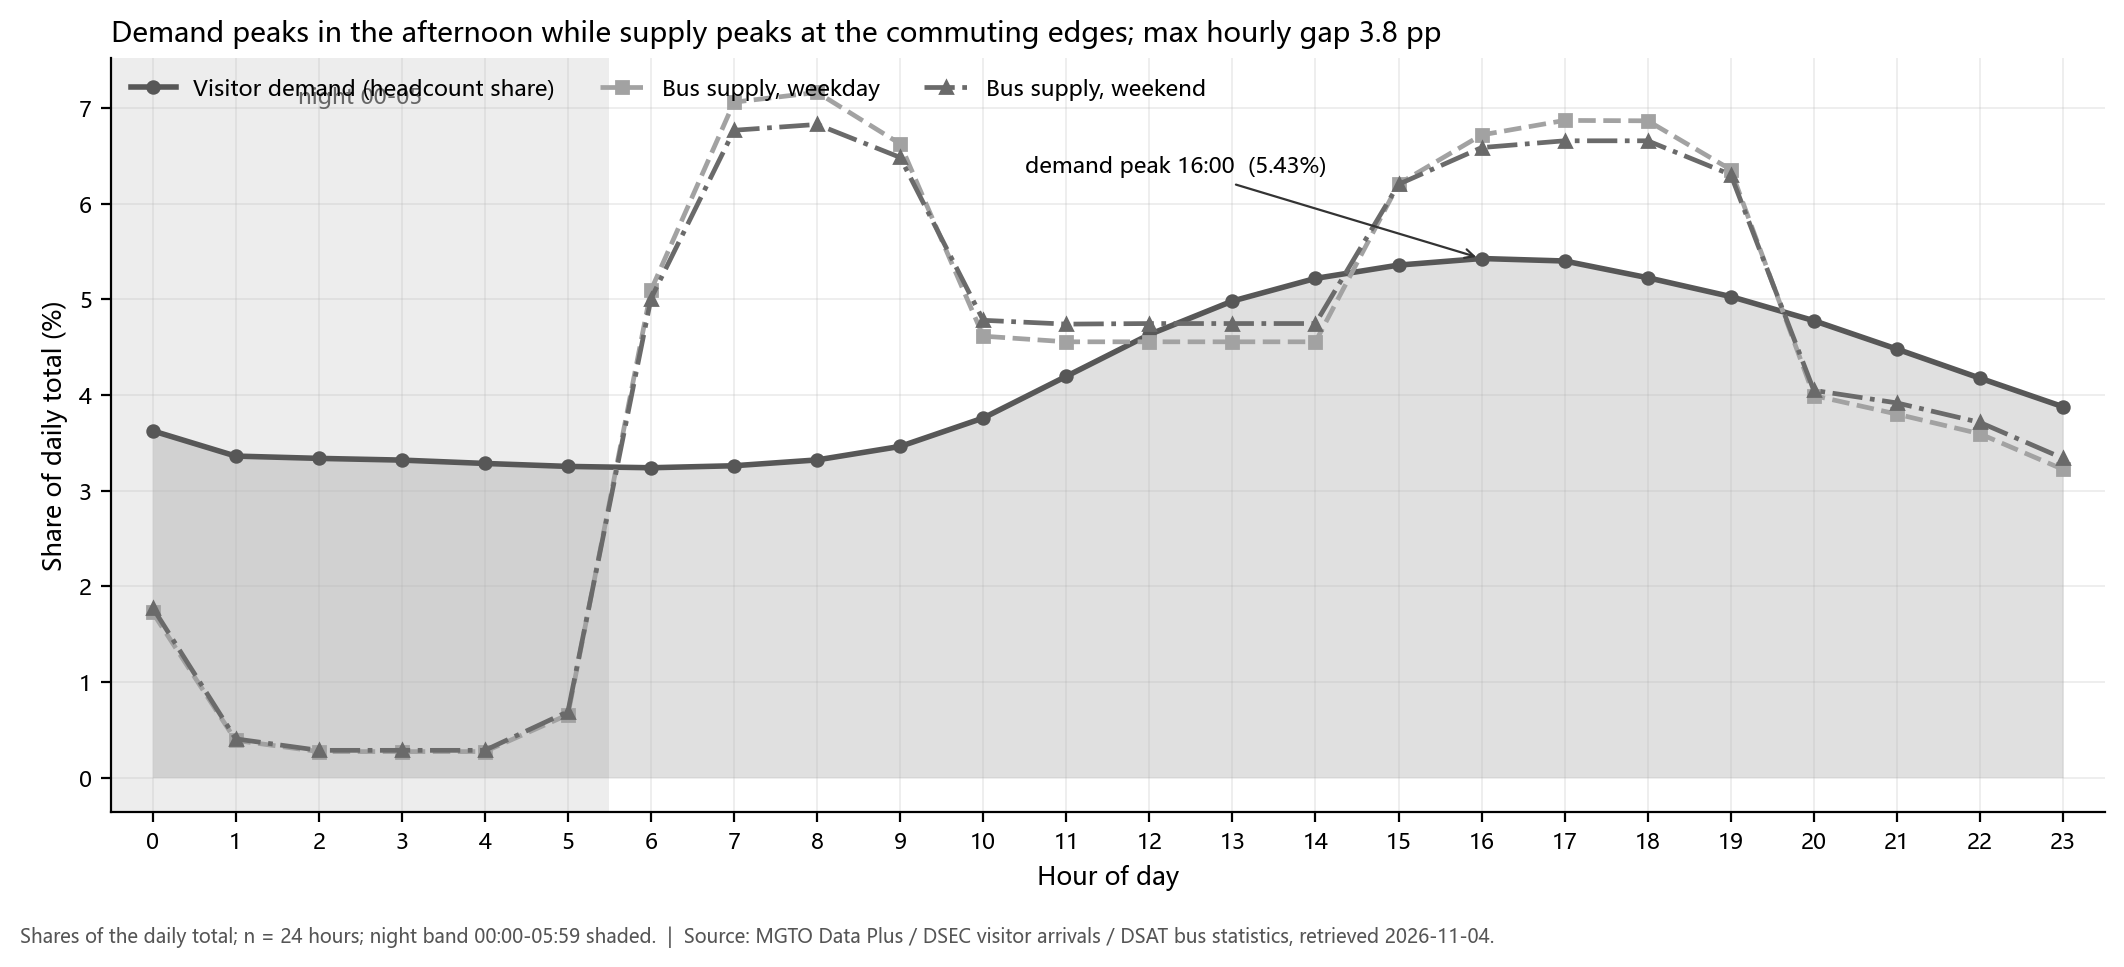 Demand peaks in the afternoon while supply peaks at the commuting edges; max hourly gap 3.8 pp
Visitor demand (headcount share)
Bus supply, weekday
Bus supply, weekend
night 00-05
demand peak 16:00 (5.43%)
Share of daily total (%)
7
6
5
4
3
2
1
0
0 1 2 3 4 5 6 7 8 9 10 11 12 13 14 15 16 17 18 19 20 21 22 23
Hour of day
Shares of the daily total; n = 24 hours; night band 00:00-05:59 shaded. | Source: MGTO Data Plus / DSEC visitor arrivals / DSAT bus statistics, retrieved 2026-11-04.